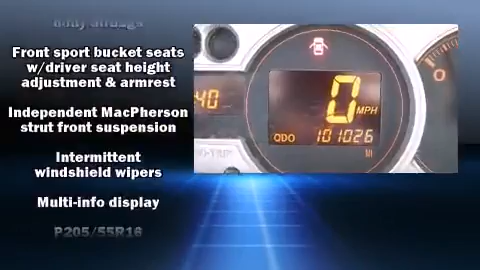 Front sport bucket seats
w/driver seat height
adjustment & armrest
Independent MacPherson
strut front suspension
Intermittent
windshield wipers
Multi-info display
P205/55R16
:40
0 MPH
ODO 101026
0